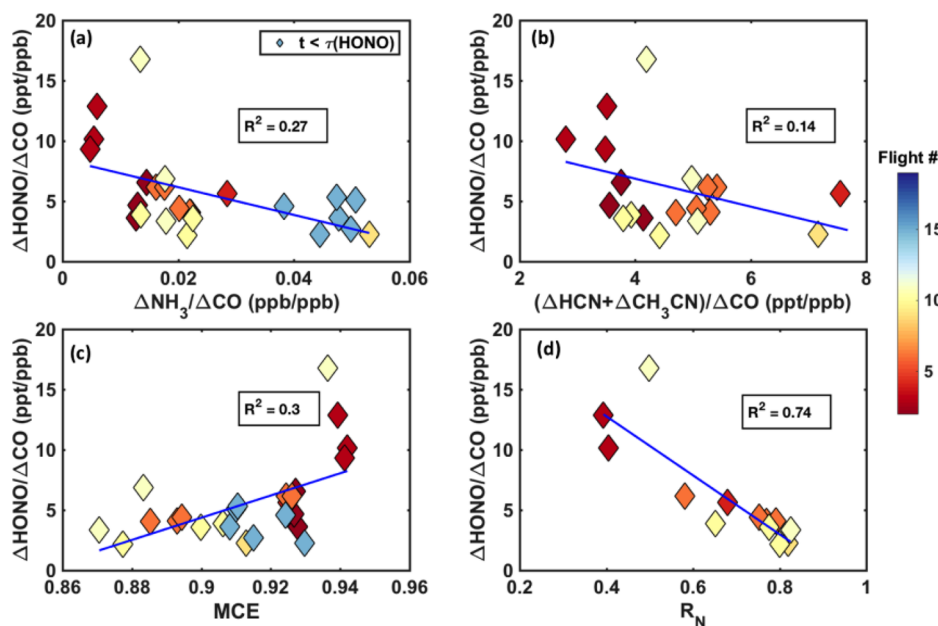 (a)
t < τ(HONO)
R² = 0.27
20
15
10
5
0
0 0.02 0.04 0.06
ΔHONO/ΔCO (ppt/ppb)
ΔNH₃/ΔCO (ppb/ppb)
(b)
R² = 0.14
20
15
10
5
0
2 4 6 8
ΔHONO/ΔCO (ppt/ppb)
(ΔHCN+ΔCH₃CN)/ΔCO (ppt/ppb)
Flight #
15
10
5
(c)
R² = 0.3
20
15
10
5
0
0.86 0.88 0.9 0.92 0.94 0.96
ΔHONO/ΔCO (ppt/ppb)
MCE
(d)
R² = 0.74
20
15
10
5
0
0.2 0.4 0.6 0.8 1
ΔHONO/ΔCO (ppt/ppb)
R_N